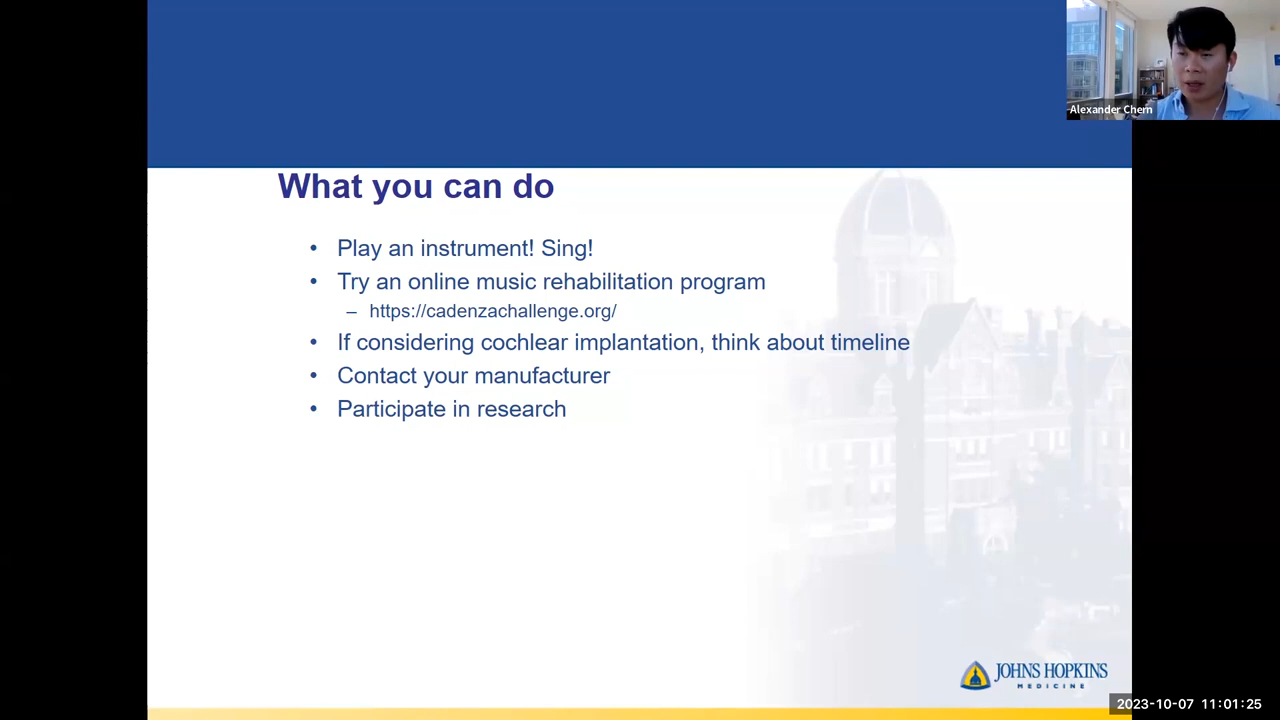 Alexander Chern
What you can do
• Play an instrument! Sing!
• Try an online music rehabilitation program
– https://cadenzachallenge.org/
• If considering cochlear implantation, think about timeline
• Contact your manufacturer
• Participate in research
JOHNS HOPKINS
MEDICINE
2023-10-07 11:01:25